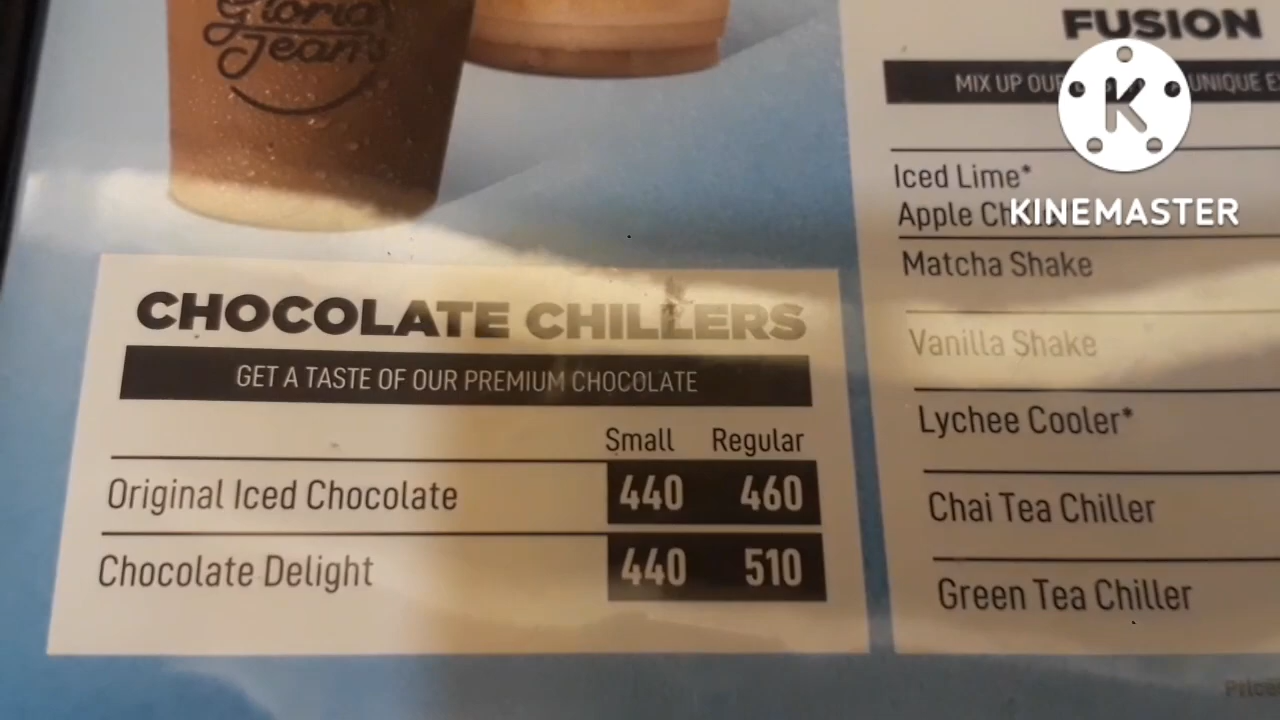 Gloria
Jean's
CHOCOLATE CHILLERS
GET A TASTE OF OUR PREMIUM CHOCOLATE
Small Regular
Original Iced Chocolate 440 460
Chocolate Delight 440 510
FUSION
MIX UP OUR UNIQUE
Iced Lime*
Apple
Matcha Shake
Vanilla Shake
Lychee Cooler*
Chai Tea Chiller
Green Tea Chiller
K
KINEMASTER